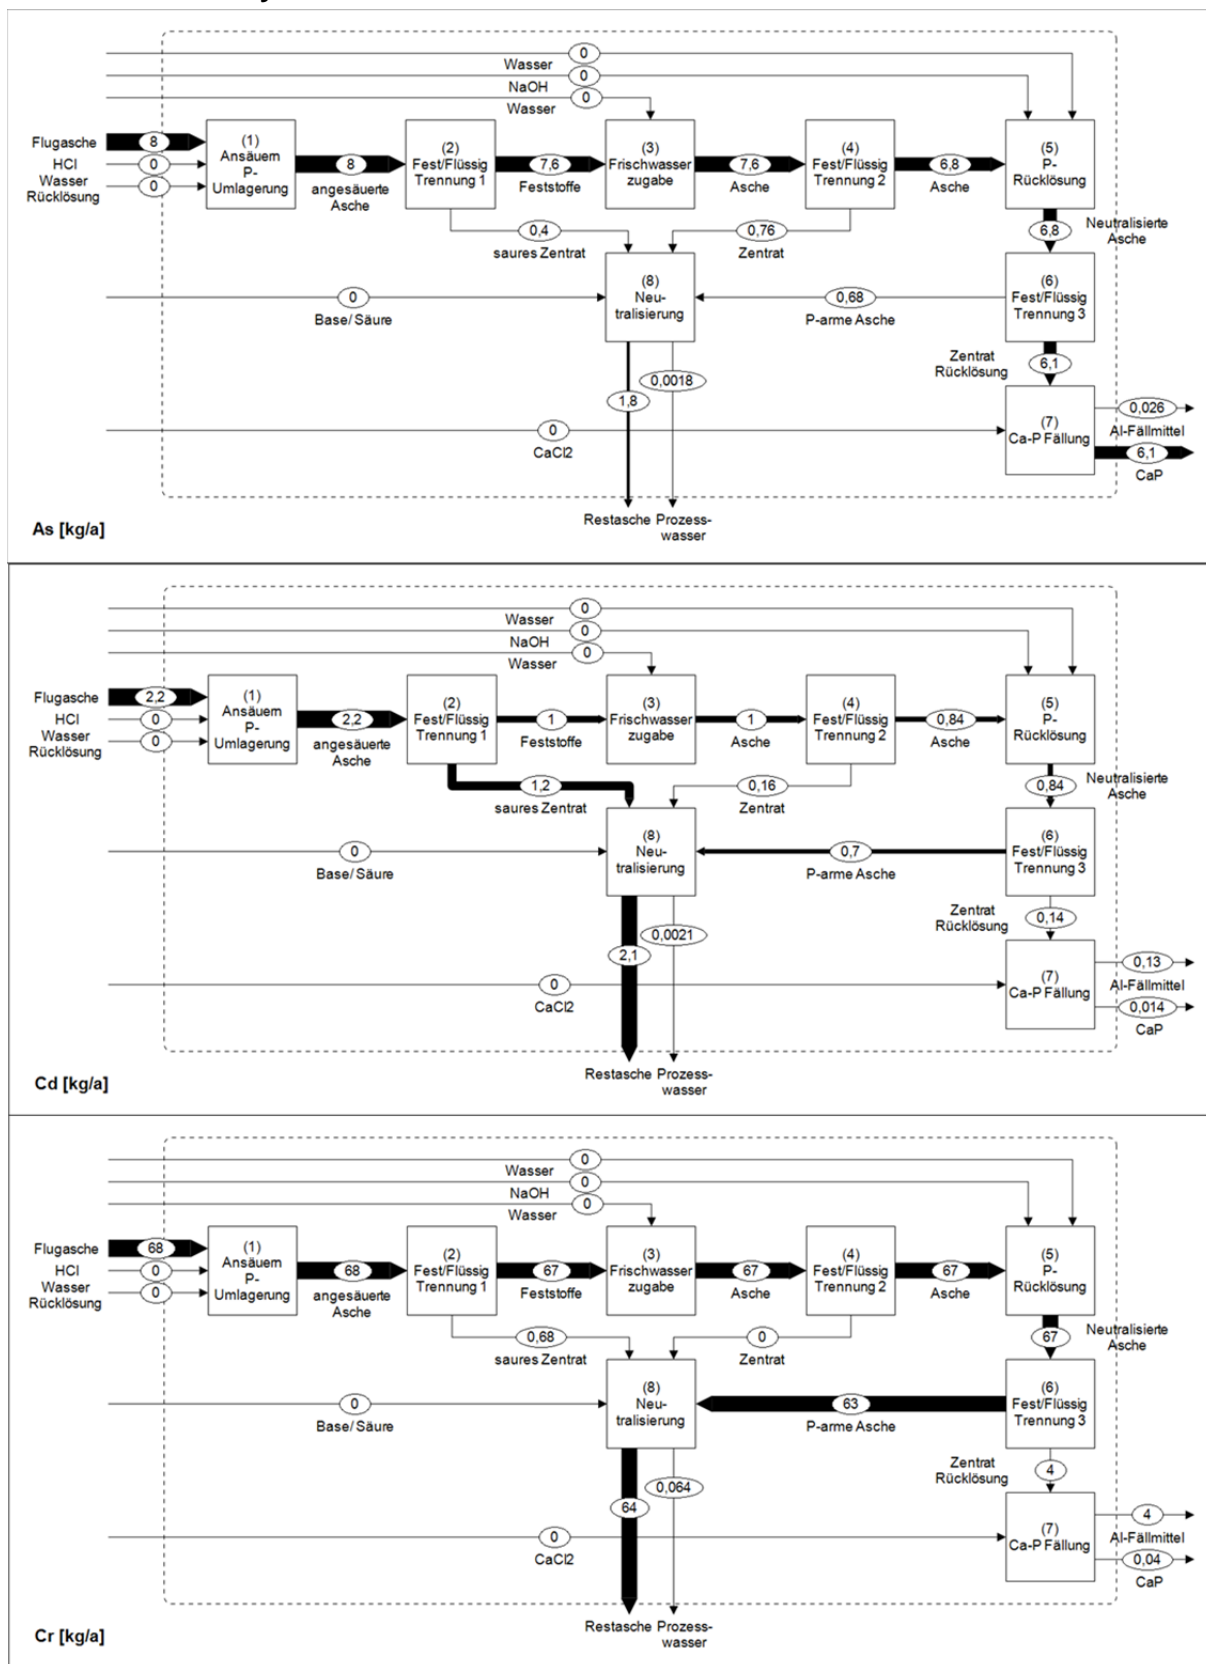 0
Wasser
0
NaOH
0
Wasser
Flugasche
8
HCl
0
Wasser
Rücklösung
0
(1)
Ansäuern
P-
Umlagerung
8
angesäuerte
Asche
(2)
Fest/Flüssig
Trennung 1
7,6
Feststoffe
(3)
Frischwasser
zugabe
7,6
Asche
(4)
Fest/Flüssig
Trennung 2
6,8
Asche
(5)
P-
Rücklösung
0,4
saures Zentrat
0,76
Zentrat
6,8
Neutralisierte
Asche
0
Base/ Säure
(8)
Neu-
tralisierung
0,68
P-arme Asche
(6)
Fest/Flüssig
Trennung 3
Zentrat
Rücklösung
6,1
0,0018
1,8
0
CaCl2
(7)
Ca-P Fällung
0,026
Al-Fällmittel
6,1
CaP
Restasche
Prozess-
wasser
As [kg/a]
0
Wasser
0
NaOH
0
Wasser
Flugasche
2,2
HCl
0
Wasser
Rücklösung
0
(1)
Ansäuern
P-
Umlagerung
2,2
angesäuerte
Asche
(2)
Fest/Flüssig
Trennung 1
1
Feststoffe
(3)
Frischwasser
zugabe
1
Asche
(4)
Fest/Flüssig
Trennung 2
0,84
Asche
(5)
P-
Rücklösung
1,2
saures Zentrat
0,16
Zentrat
0,84
Neutralisierte
Asche
0
Base/ Säure
(8)
Neu-
tralisierung
0,7
P-arme Asche
(6)
Fest/Flüssig
Trennung 3
Zentrat
Rücklösung
0,14
0,0021
2,1
0
CaCl2
(7)
Ca-P Fällung
0,13
Al-Fällmittel
0,014
CaP
Restasche
Prozess-
wasser
Cd [kg/a]
0
Wasser
0
NaOH
0
Wasser
Flugasche
68
HCl
0
Wasser
Rücklösung
0
(1)
Ansäuern
P-
Umlagerung
68
angesäuerte
Asche
(2)
Fest/Flüssig
Trennung 1
67
Feststoffe
(3)
Frischwasser
zugabe
67
Asche
(4)
Fest/Flüssig
Trennung 2
67
Asche
(5)
P-
Rücklösung
0,68
saures Zentrat
0
Zentrat
67
Neutralisierte
Asche
0
Base/ Säure
(8)
Neu-
tralisierung
63
P-arme Asche
(6)
Fest/Flüssig
Trennung 3
Zentrat
Rücklösung
4
0,064
64
0
CaCl2
(7)
Ca-P Fällung
4
Al-Fällmittel
0,04
CaP
Restasche
Prozess-
wasser
Cr [kg/a]